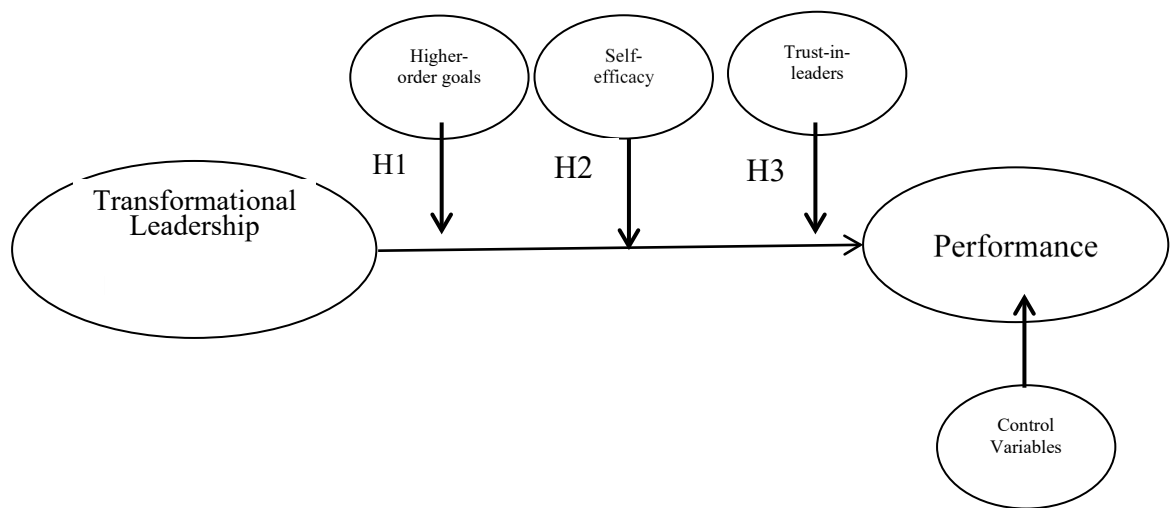 Higher-
order goals
Self-
efficacy
Trust-in-
leaders
H1
H2
H3
Transformational
Leadership
Performance
Control
Variables